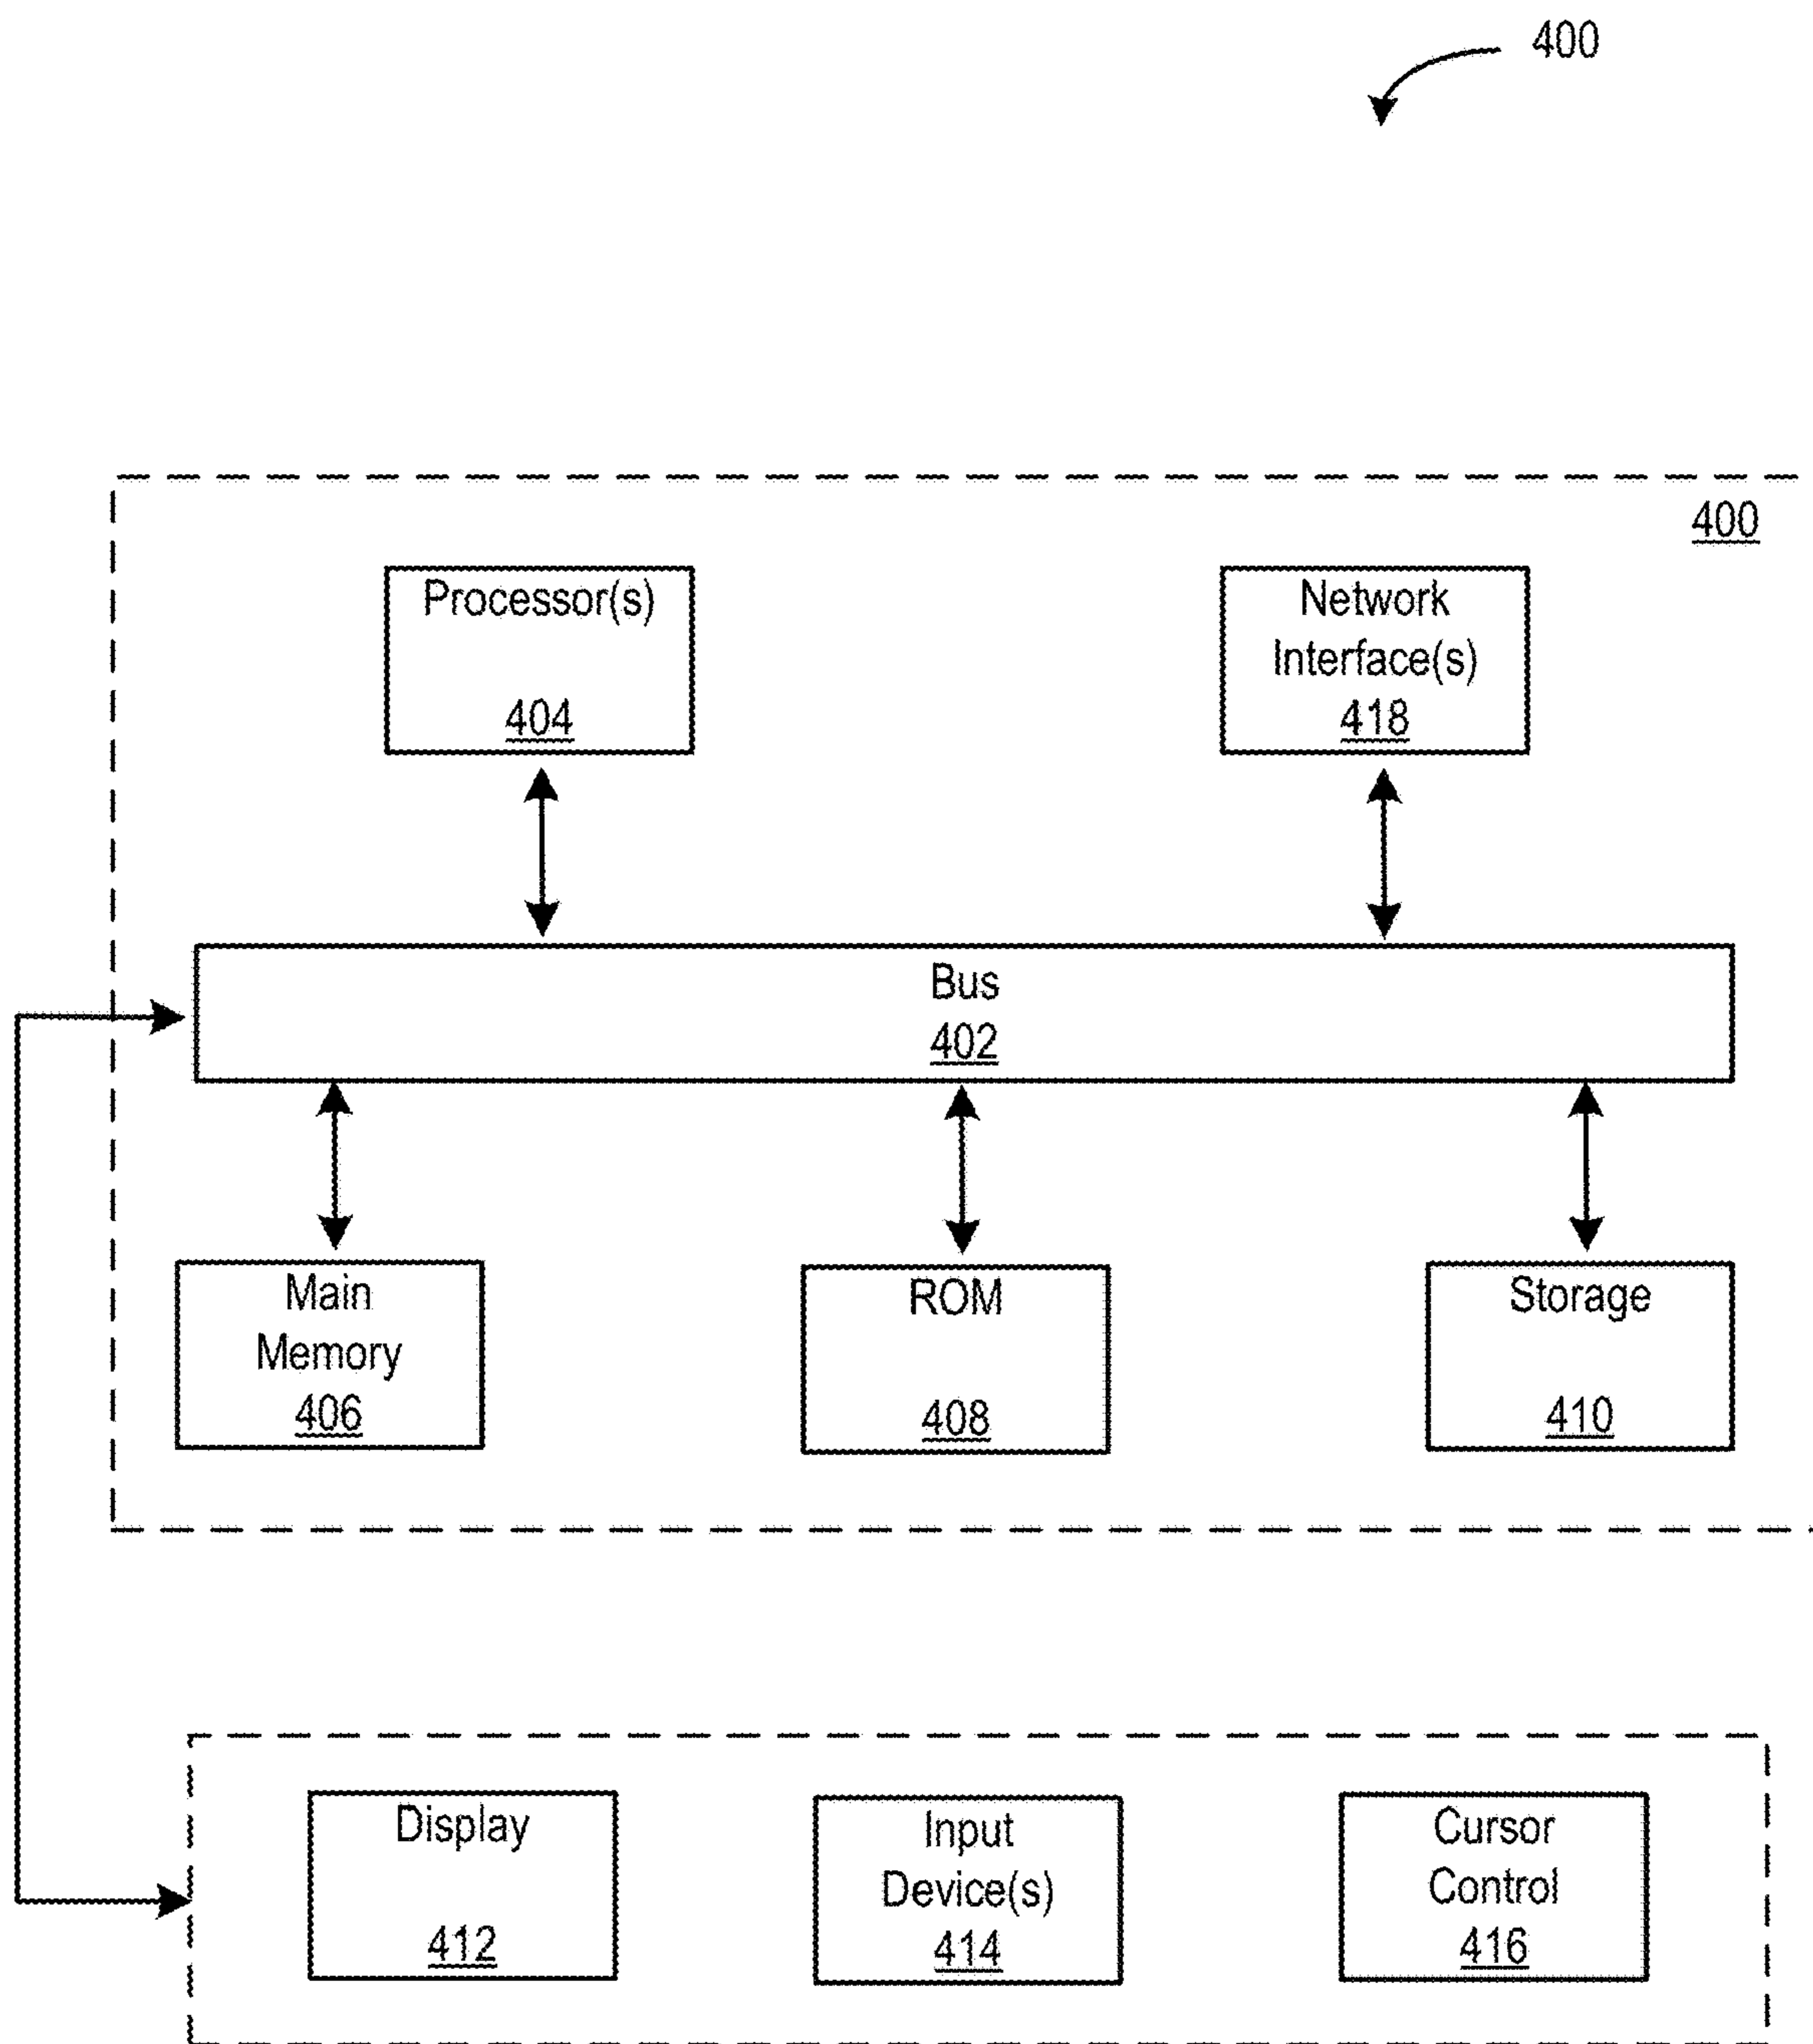 400
400
Processor(s)
404
Network
Interface(s)
418
Bus
402
Main
Memory
406
ROM
408
Storage
410
Display
412
Input
Device(s)
414
Cursor
Control
416